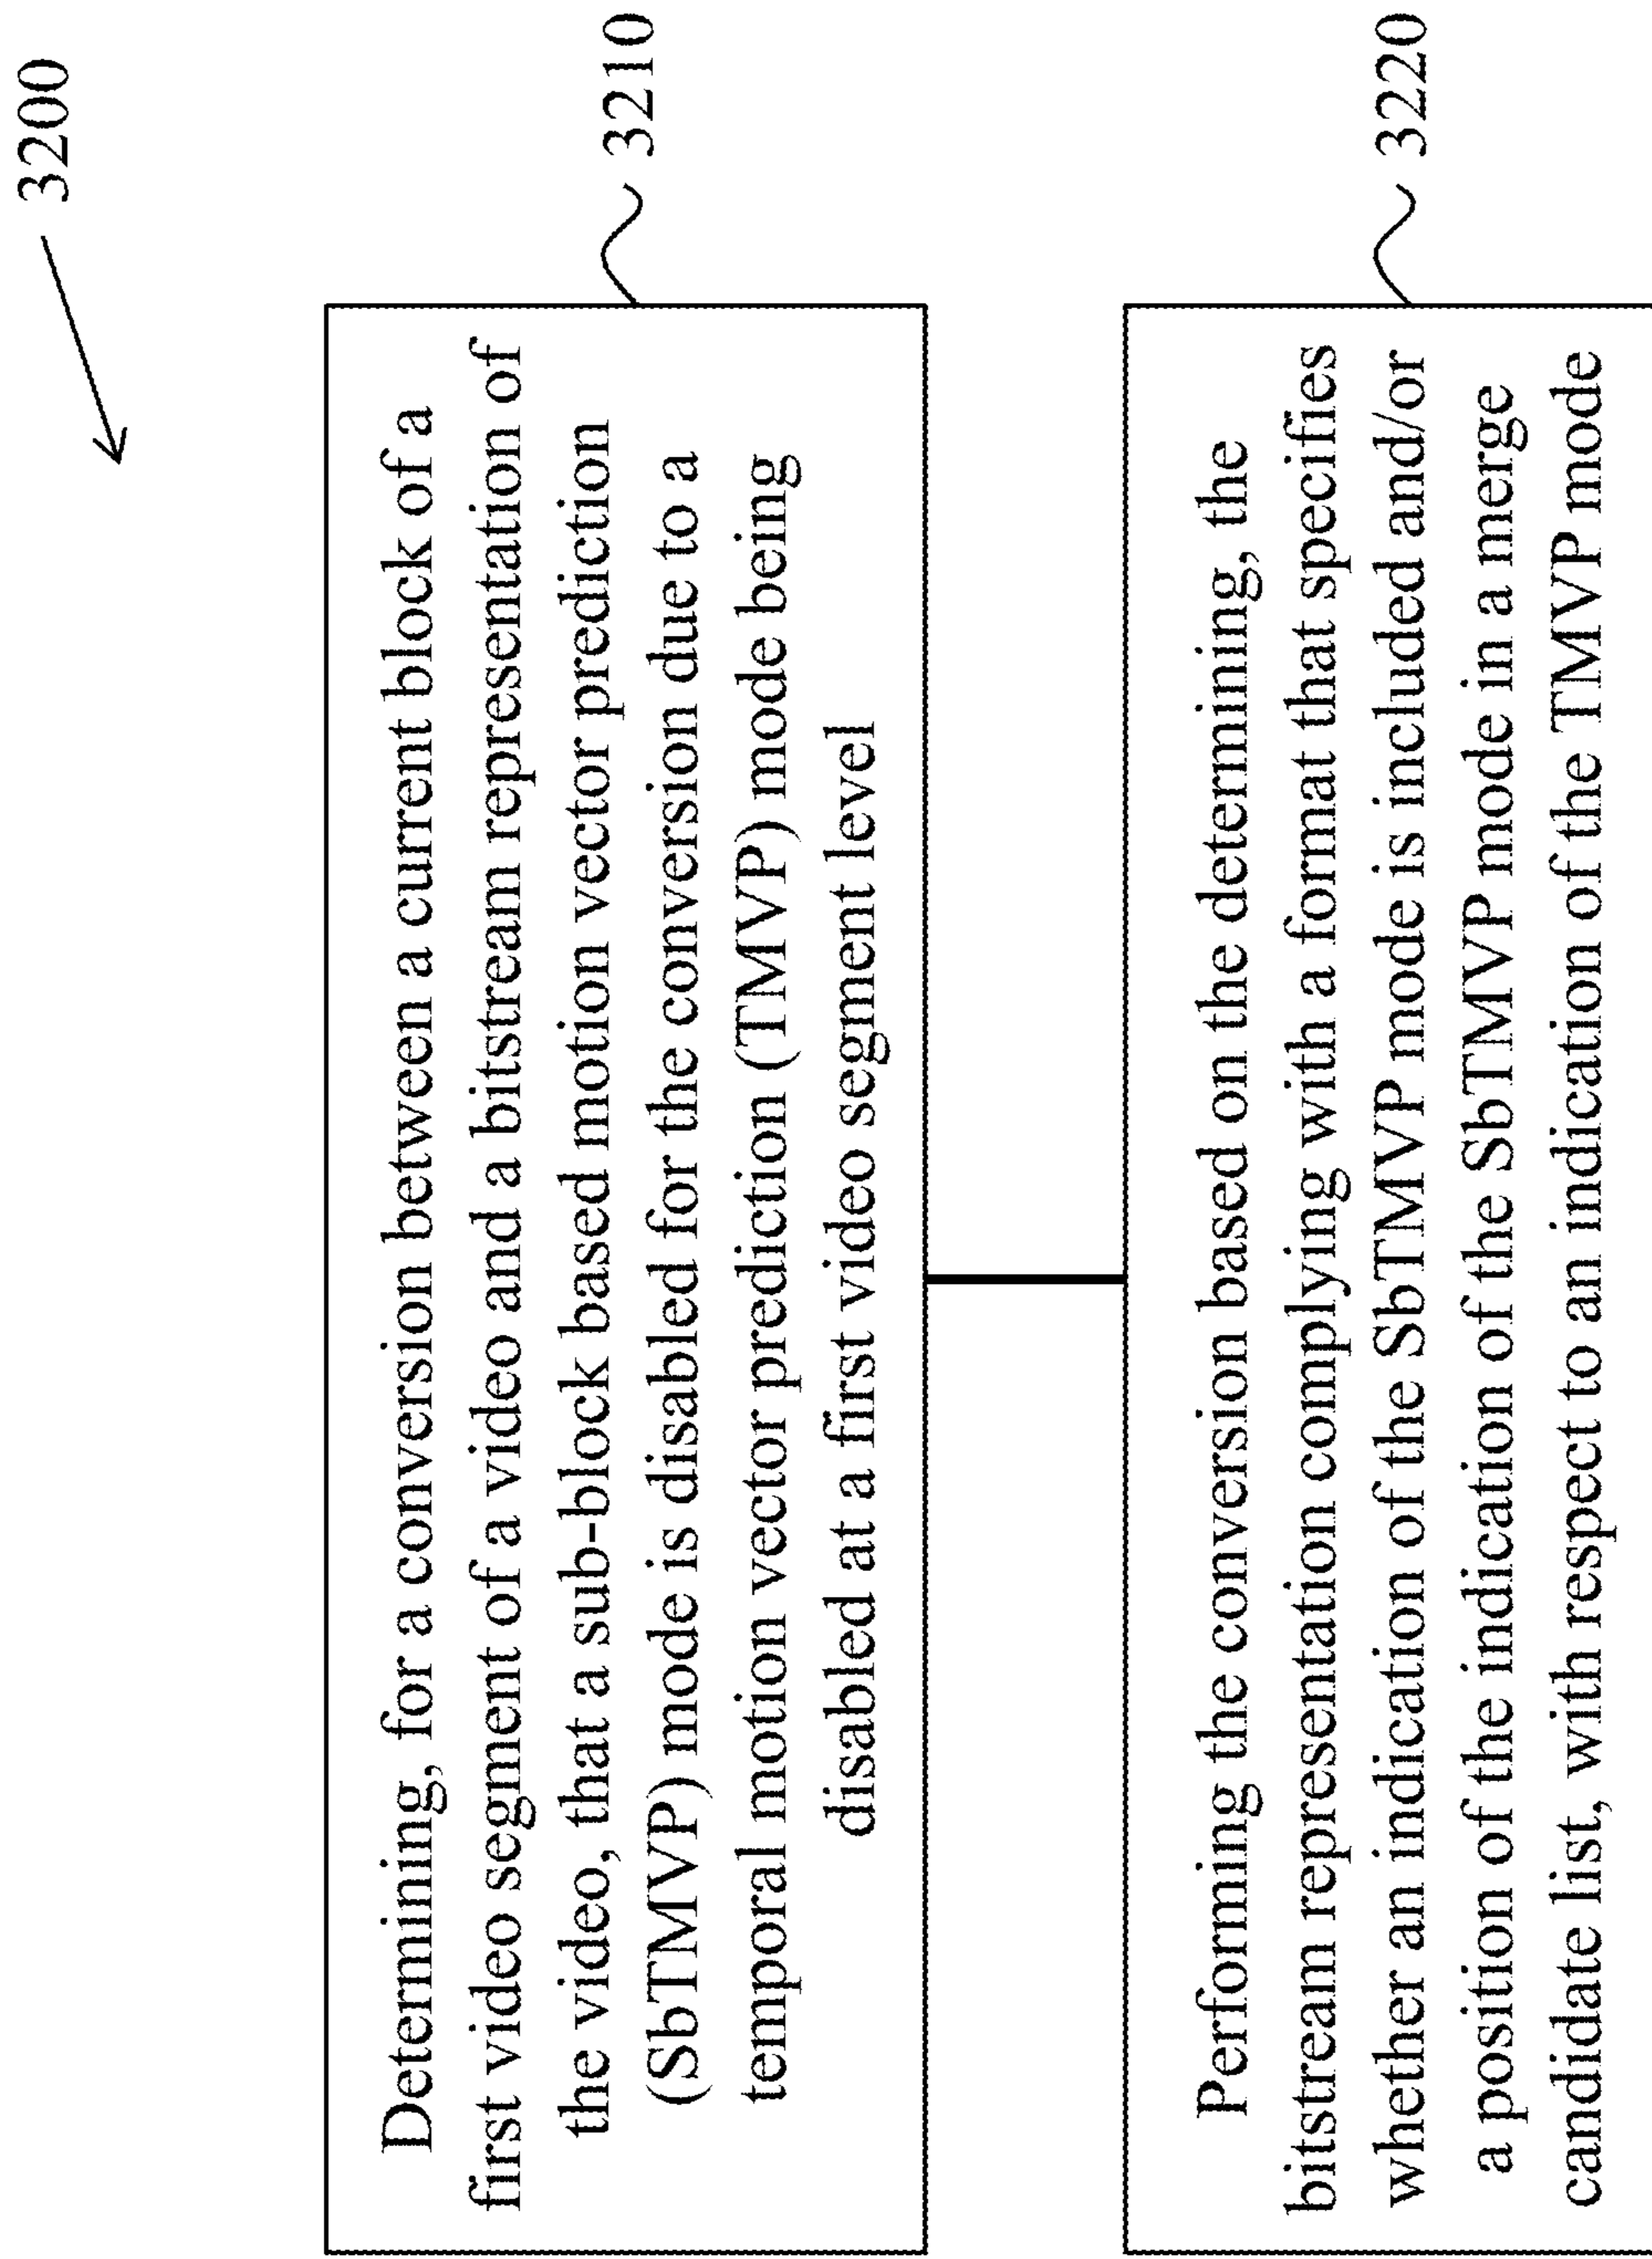 3200
Determining, for a conversion between a current block of a
first video segment of a video and a bitstream representation of
the video, that a sub-block based motion vector prediction
(SbTMVP) mode is disabled for the conversion due to a
temporal motion vector prediction (TMVP) mode being
disabled at a first video segment level
3210
Performing the conversion based on the determining, the
bitstream representation complying with a format that specifies
whether an indication of the SbTMVP mode is included and/or
a position of the indication of the SbTMVP mode in a merge
candidate list, with respect to an indication of the TMVP mode
3220